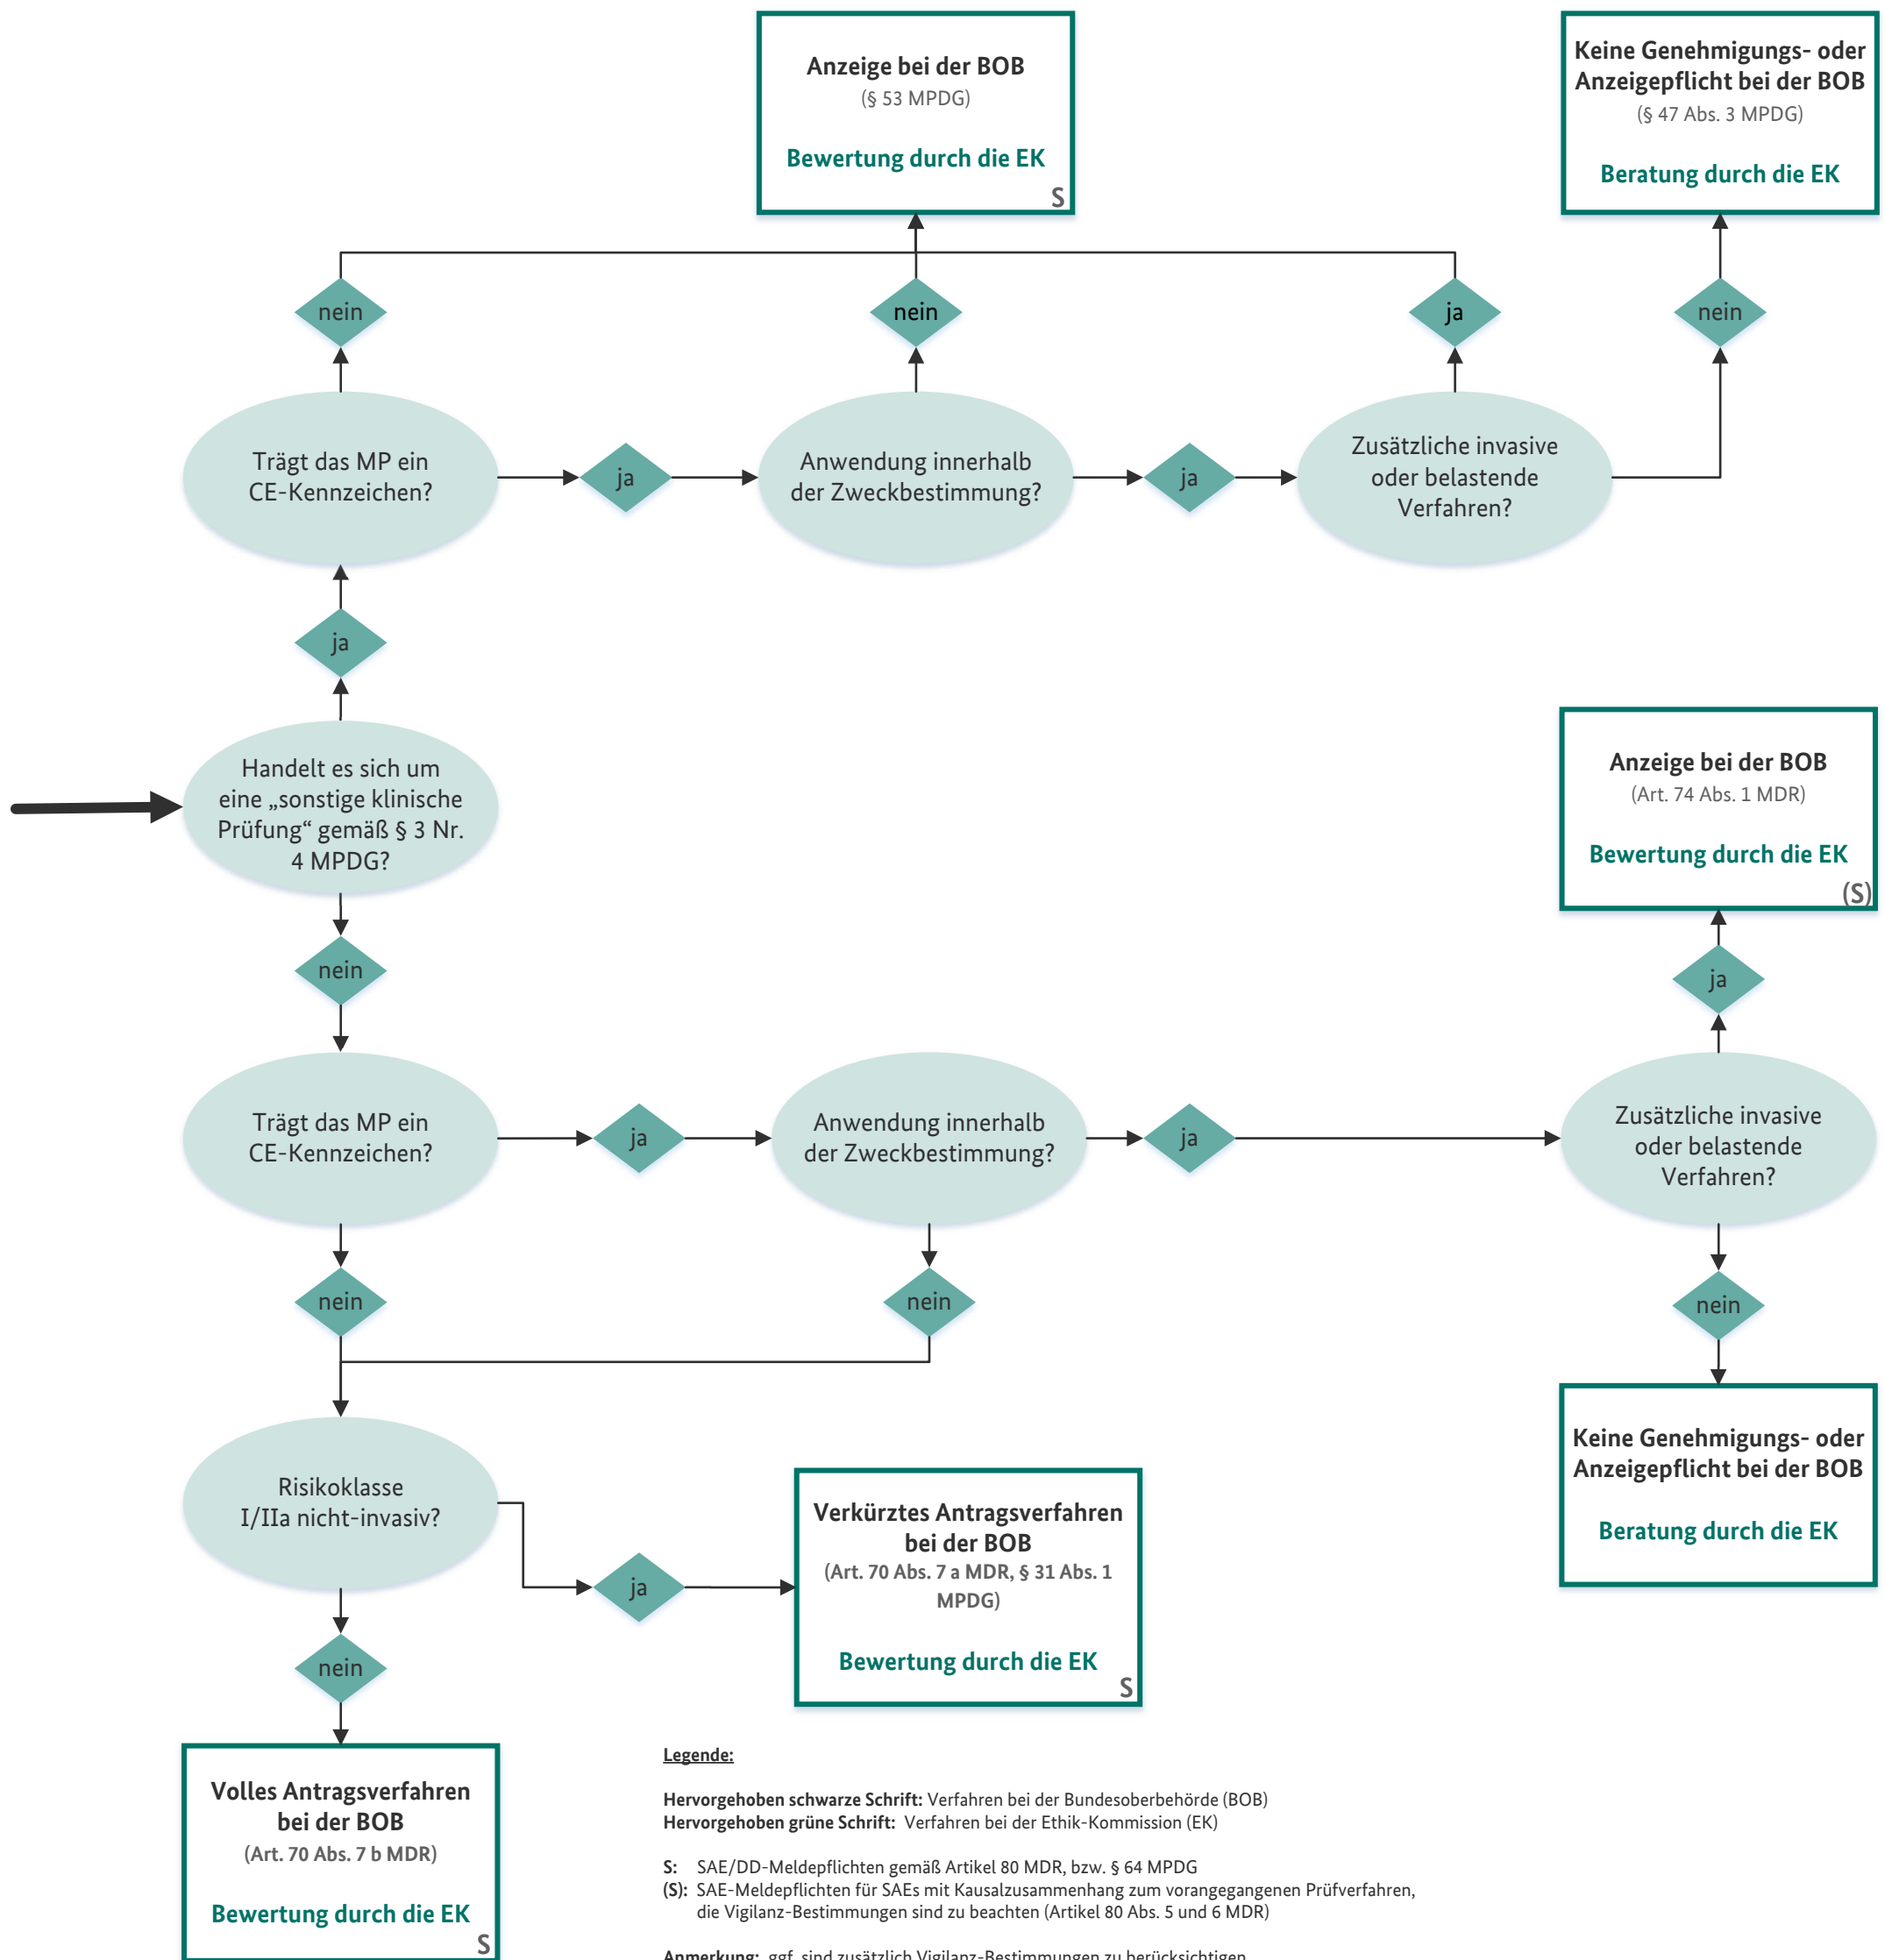 Anzeige bei der BOB
(§ 53 MPDG)
Bewertung durch die EK
S
Keine Genehmigungs- oder
Anzeigepflicht bei der BOB
(§ 47 Abs. 3 MPDG)
Beratung durch die EK
nein
nein
ja
nein
Trägt das MP ein
CE-Kennzeichen?
ja
Anwendung innerhalb
der Zweckbestimmung?
ja
Zusätzliche invasive
oder belastende
Verfahren?
ja
Handelt es sich um
eine „sonstige klinische
Prüfung“ gemäß § 3 Nr.
4 MPDG?
Anzeige bei der BOB
(Art. 74 Abs. 1 MDR)
Bewertung durch die EK
(S)
nein
ja
Trägt das MP ein
CE-Kennzeichen?
ja
Anwendung innerhalb
der Zweckbestimmung?
ja
Zusätzliche invasive
oder belastende
Verfahren?
nein
nein
nein
Keine Genehmigungs- oder
Anzeigepflicht bei der BOB
Beratung durch die EK
Risikoklasse
I/IIa nicht-invasiv?
ja
Verkürztes Antragsverfahren
bei der BOB
(Art. 70 Abs. 7 a MDR, § 31 Abs. 1
MPDG)
Bewertung durch die EK
S
nein
Volles Antragsverfahren
bei der BOB
(Art. 70 Abs. 7 b MDR)
Bewertung durch die EK
S
Legende:
Hervorgehoben schwarze Schrift: Verfahren bei der Bundesoberbehörde (BOB)
Hervorgehoben grüne Schrift: Verfahren bei der Ethik-Kommission (EK)
S: SAE/DD-Meldepflichten gemäß Artikel 80 MDR, bzw. § 64 MPDG
(S): SAE-Meldepflichten für SAEs mit Kausalzusammenhang zum vorangegangenen Prüfverfahren,
die Vigilanz-Bestimmungen sind zu beachten (Artikel 80 Abs. 5 und 6 MDR)
Anmerkung: ggf. sind zusätzlich Vigilanz-Bestimmungen zu berücksichtigen